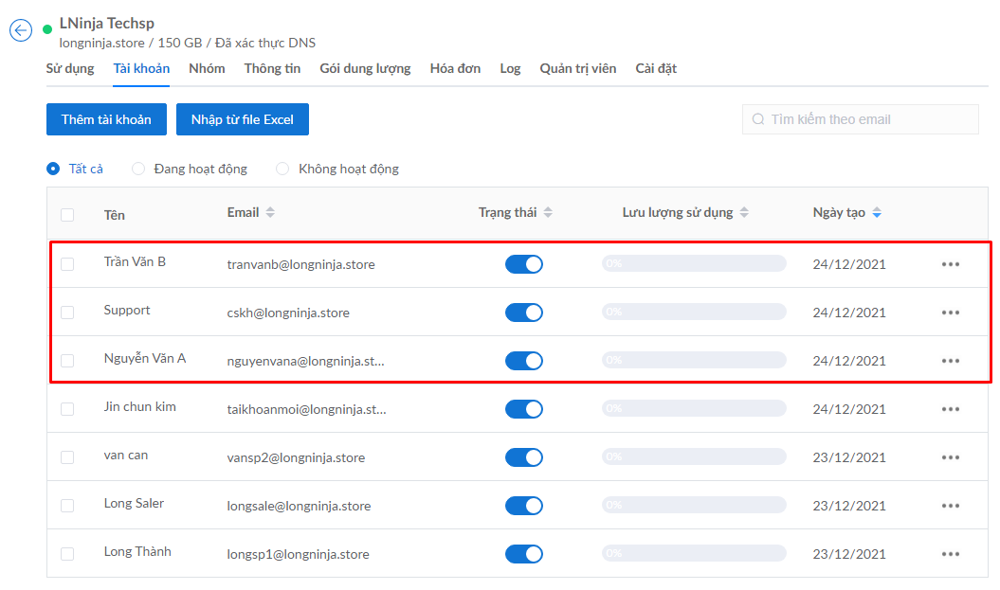 LNinja Techsp
longninja.store / 150 GB / Đã xác thực DNS
Sử dụng Tài khoản Nhóm Thông tin Gói dung lượng Hóa đơn Log Quản trị viên Cài đặt
Thêm tài khoản Nhập từ file Excel Tìm kiếm theo email
Tất cả Đang hoạt động Không hoạt động
Tên Email Trạng thái Lưu lượng sử dụng Ngày tạo
Trần Văn B tranvanb@longninja.store 0% 24/12/2021
Support cskh@longninja.store 0% 24/12/2021
Nguyễn Văn A nguyenvana@longninja.st... 0% 24/12/2021
Jin chun kim taikhoanmoi@longninja.st... 0% 24/12/2021
van can vansp2@longninja.store 0% 23/12/2021
Long Saler longsale@longninja.store 0% 23/12/2021
Long Thành longsp1@longninja.store 0% 23/12/2021